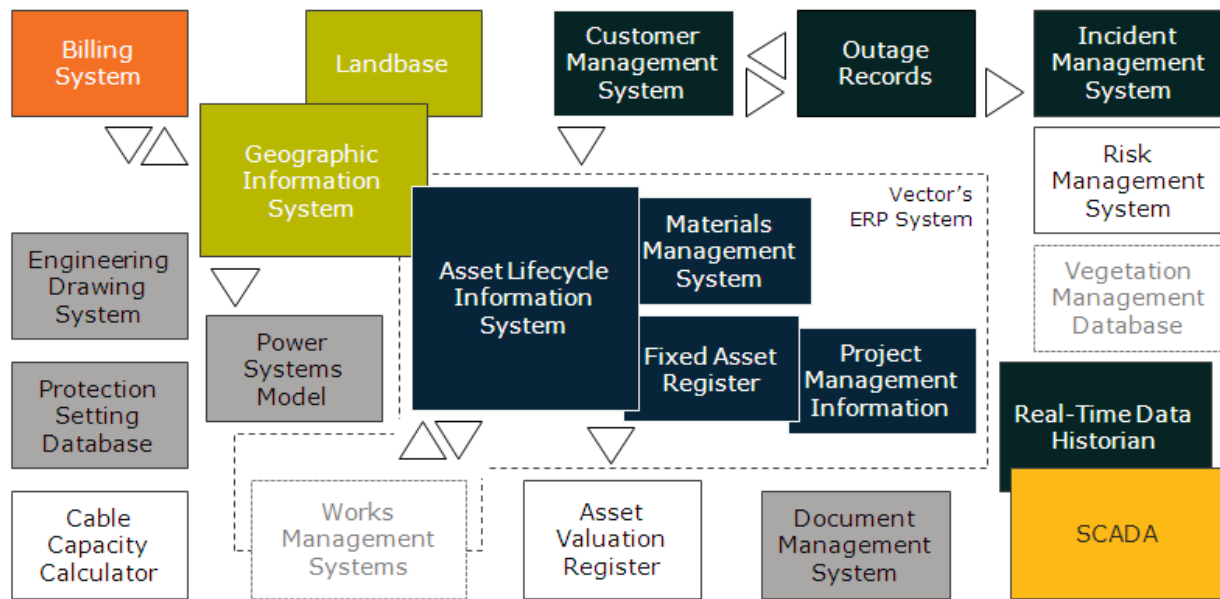 Billing
System
Landbase
Customer
Management
System
Outage
Records
Incident
Management
System
Geographic
Information
System
Risk
Management
System
Vector's
ERP System
Asset Lifecycle
Information
System
Materials
Management
System
Engineering
Drawing
System
Vegetation
Management
Database
Power
Systems
Model
Fixed Asset
Register
Project
Management
Information
Protection
Setting
Database
Real-Time Data
Historian
Cable
Capacity
Calculator
Works
Management
Systems
Asset
Valuation
Register
Document
Management
System
SCADA